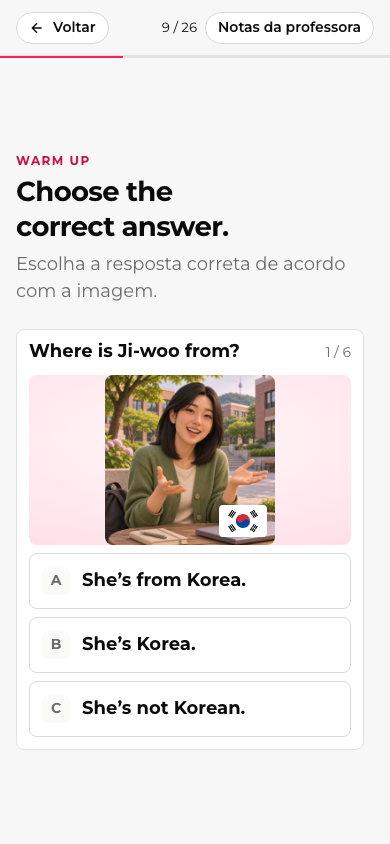 Voltar
9 / 26
Notas da professora
WARM UP
Choose the
correct answer.
Escolha a resposta correta de acordo
com a imagem.
Where is Ji-woo from?
1 / 6
A She’s from Korea.
B She’s Korea.
C She’s not Korean.